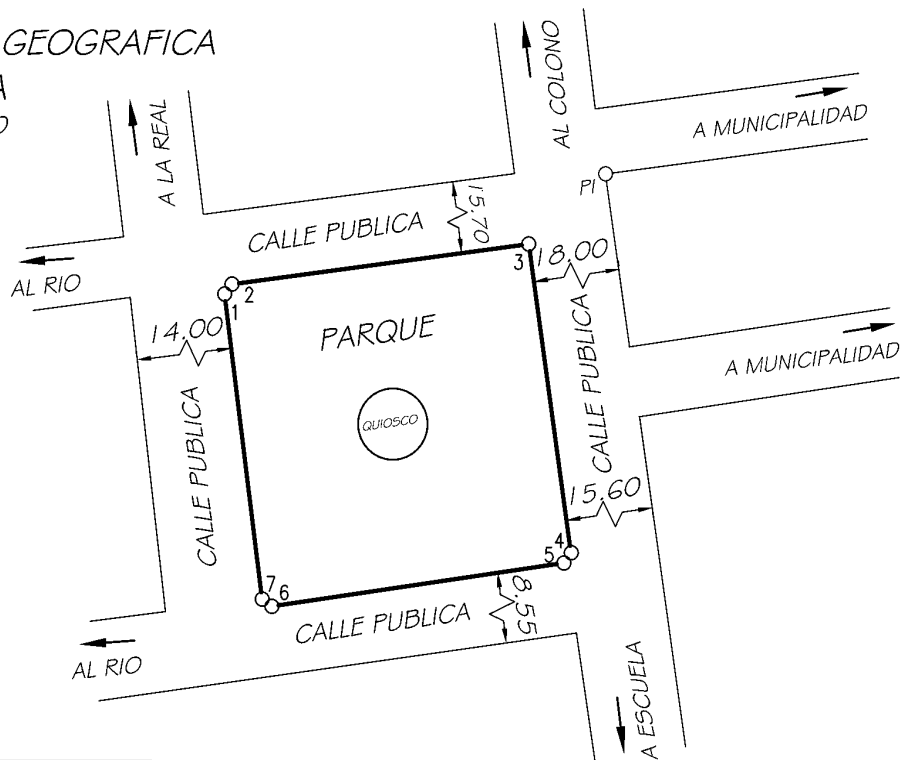 GEOGRAFICA
A LA REAL
AL COLONO
A MUNICIPALIDAD
PI
15.70
CALLE PUBLICA
3
18.00
AL RIO
2
1
14.00
PARQUE
CALLE PUBLICA
A MUNICIPALIDAD
CALLE PUBLICA
QUIOSCO
15.60
4
5
7
6
8.55
CALLE PUBLICA
AL RIO
A ESCUELA